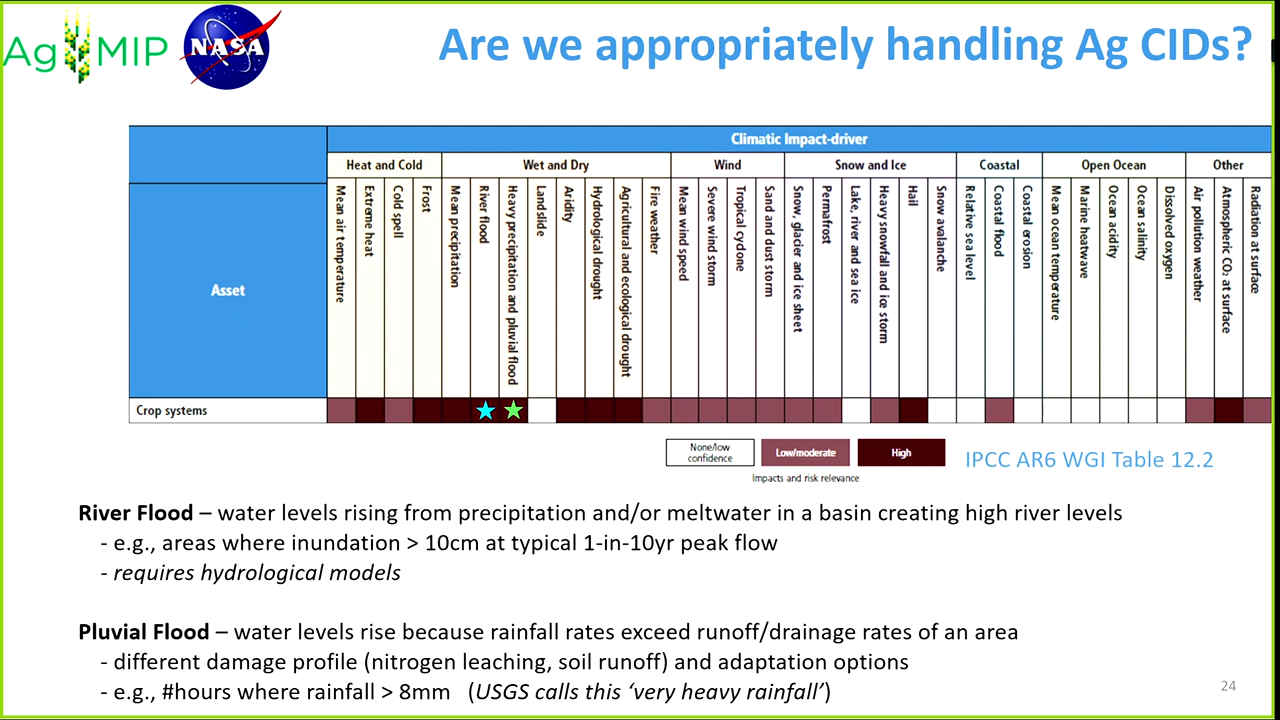 AgMIP
NASA
Are we appropriately handling Ag CIDs?
Climatic Impact-driver
Heat and Cold
Wet and Dry
Wind
Snow and Ice
Coastal
Open Ocean
Other
Asset
Mean air temperature
Extreme heat
Cold spell
Frost
Mean precipitation
River flood
Heavy precipitation and pluvial flood
Landslide
Aridity
Hydrological drought
Agricultural and ecological drought
Fire weather
Mean wind speed
Severe wind storm
Tropical cyclone
Sand and dust storm
Snow, glacier and ice sheet
Permafrost
Lake, river and sea ice
Heavy snowfall and ice storm
Hail
Snow avalanche
Relative sea level
Coastal flood
Coastal erosion
Mean ocean temperature
Marine heatwave
Ocean acidity
Ocean salinity
Dissolved oxygen
Air pollution weather
Atmospheric CO₂ at surface
Radiation at surface
Crop systems
None/low
confidence
Low/moderate
High
Impacts and risk relevance
IPCC AR6 WGI Table 12.2
River Flood – water levels rising from precipitation and/or meltwater in a basin creating high river levels
- e.g., areas where inundation > 10cm at typical 1-in-10yr peak flow
- requires hydrological models
Pluvial Flood – water levels rise because rainfall rates exceed runoff/drainage rates of an area
- different damage profile (nitrogen leaching, soil runoff) and adaptation options
- e.g., #hours where rainfall > 8mm (USGS calls this ‘very heavy rainfall’)
24